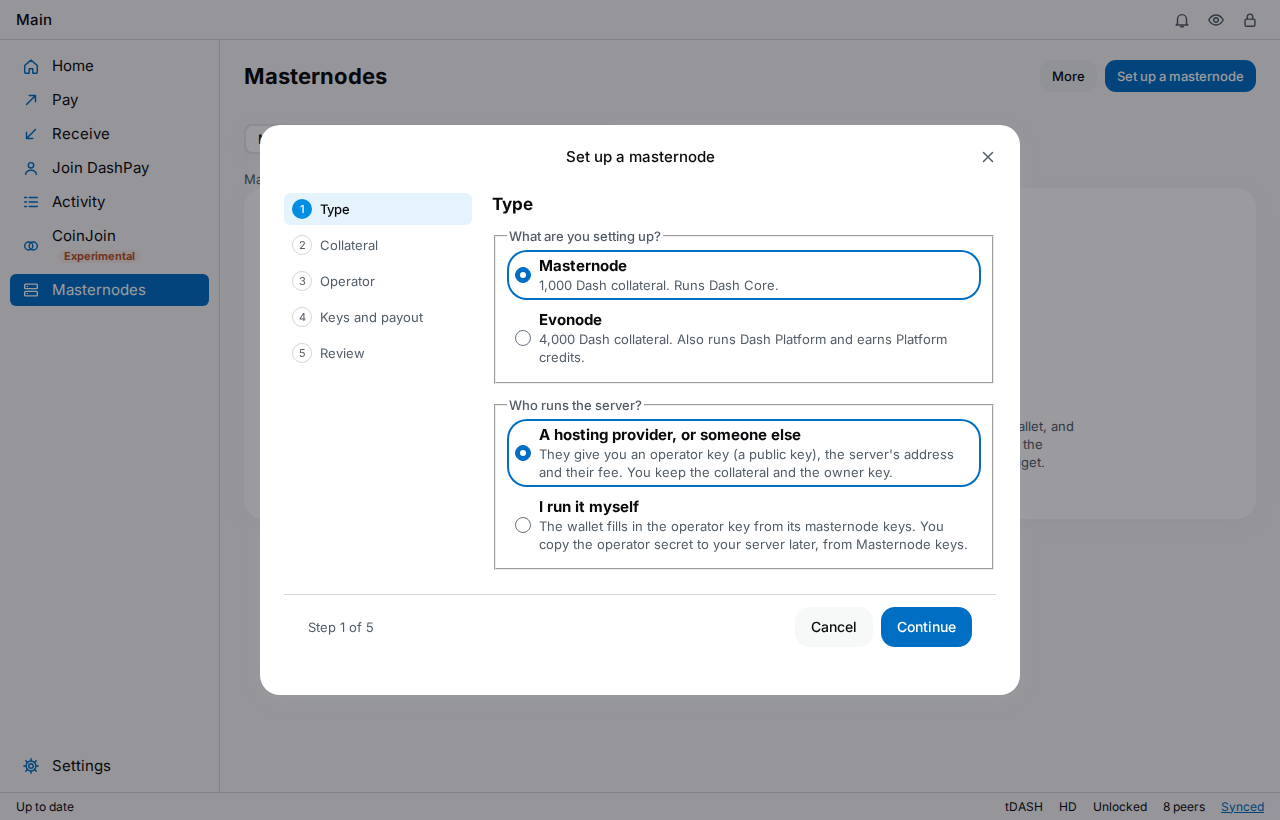 Main
Home
Pay
Receive
Join DashPay
Activity
CoinJoin
Experimental
Masternodes
Settings
Masternodes
More
Set up a masternode
Set up a masternode
1 Type
2 Collateral
3 Operator
4 Keys and payout
5 Review
Type
What are you setting up?
Masternode
1,000 Dash collateral. Runs Dash Core.
Evonode
4,000 Dash collateral. Also runs Dash Platform and earns Platform
credits.
Who runs the server?
A hosting provider, or someone else
They give you an operator key (a public key), the server's address
and their fee. You keep the collateral and the owner key.
I run it myself
The wallet fills in the operator key from its masternode keys. You
copy the operator secret to your server later, from Masternode keys.
and
the
Step 1 of 5
Cancel
Continue
Up to date
tDASH
HD
Unlocked
8 peers
Synced